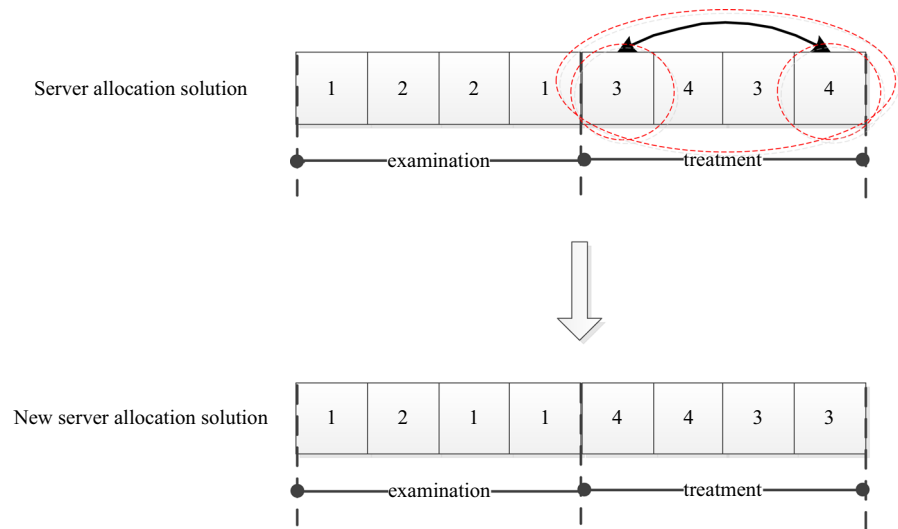 Server allocation solution 1 2 2 1 3 4 3 4
examination treatment
New server allocation solution 1 2 1 1 4 4 3 3
examination treatment